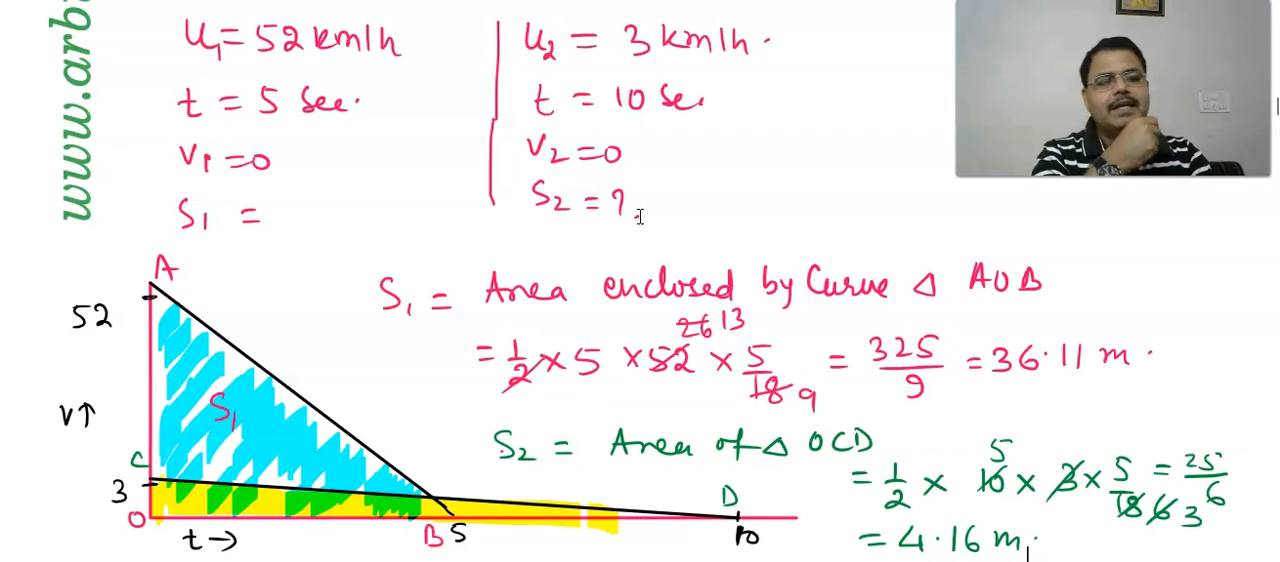 www.arb
U₁ = 52 km/h
t = 5 Sec.
V₁ = 0
S₁ =
U₂ = 3 km/h.
t = 10 Se
V₂ = 0
S₂ = ?
S₁ = Area enclosed by Curve △ AOB
= 1/2 × 5 × 52 26 13 × 5/18 9 = 325/9 = 36.11 m.
S₂ = Area of △ OCD
= 1/2 × 10 5 × 3 × 5/18 6 3 = 25/6
= 4.16 m
A
52
V↑
S₁
C
3
O
t →
B
5
D
10